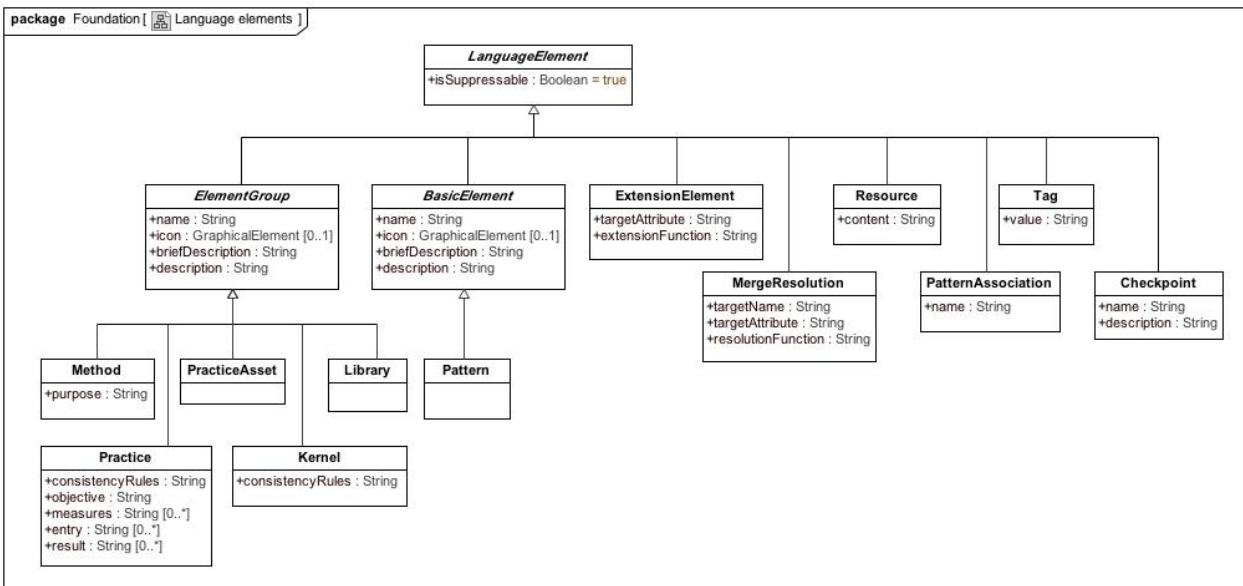 package Foundation [ Language elements ]
LanguageElement
+isSuppressable : Boolean = true
ElementGroup
+name : String
+icon : GraphicalElement [0..1]
+briefDescription : String
+description : String
BasicElement
+name : String
+icon : GraphicalElement [0..1]
+briefDescription : String
+description : String
ExtensionElement
+targetAttribute : String
+extensionFunction : String
Resource
+content : String
Tag
+value : String
MergeResolution
+targetName : String
+targetAttribute : String
+resolutionFunction : String
PatternAssociation
+name : String
Checkpoint
+name : String
+description : String
Method
+purpose : String
PracticeAsset
Library
Pattern
Practice
+consistencyRules : String
+objective : String
+measures : String [0..*]
+entry : String [0..*]
+result : String [0..*]
Kernel
+consistencyRules : String